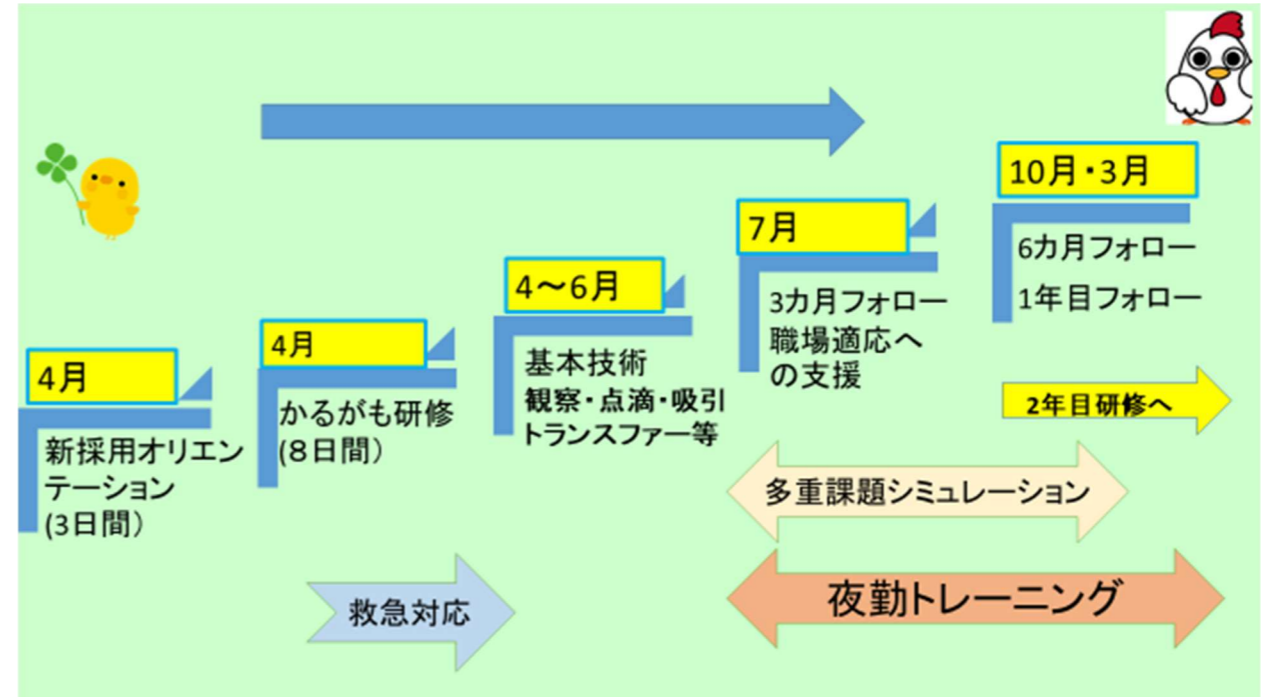 4月
新採用オリエン
テーション
(3日間）
4月
かるがも研修
(８日間）
4～6月
基本技術
観察・点滴・吸引
トランスファー等
7月
3カ月フォロー
職場適応へ
の支援
10月・3月
6カ月フォロー
1年目フォロー
2年目研修へ
多重課題シミュレーション
救急対応
夜勤トレーニング